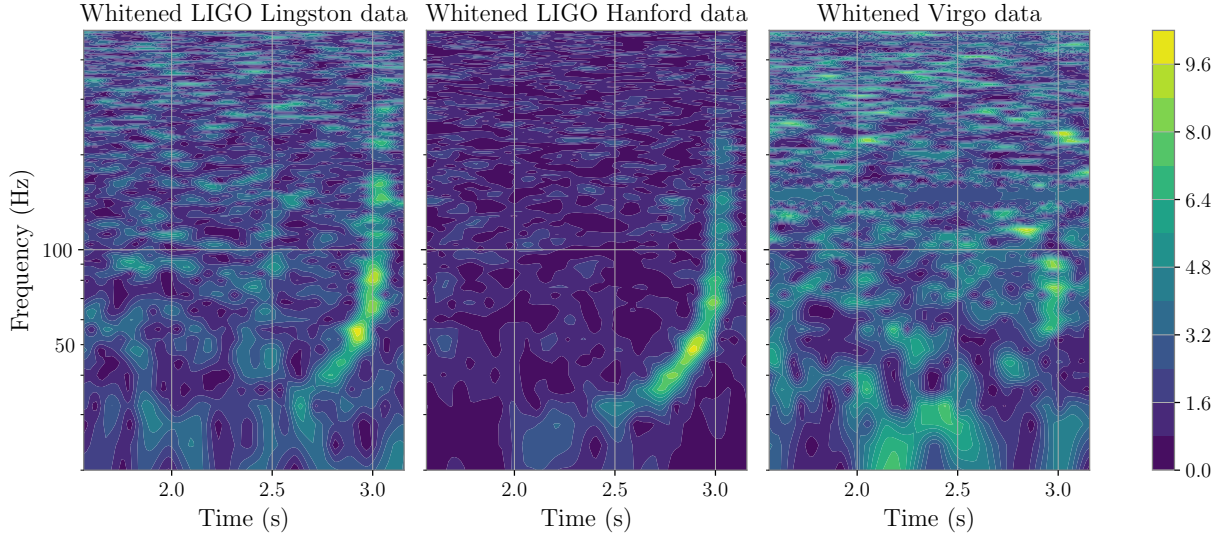 Whitened LIGO Lingston data
Whitened LIGO Hanford data
Whitened Virgo data
Frequency (Hz)
100
50
2.0
2.5
3.0
Time (s)
2.0
2.5
3.0
Time (s)
2.0
2.5
3.0
Time (s)
9.6
8.0
6.4
4.8
3.2
1.6
0.0